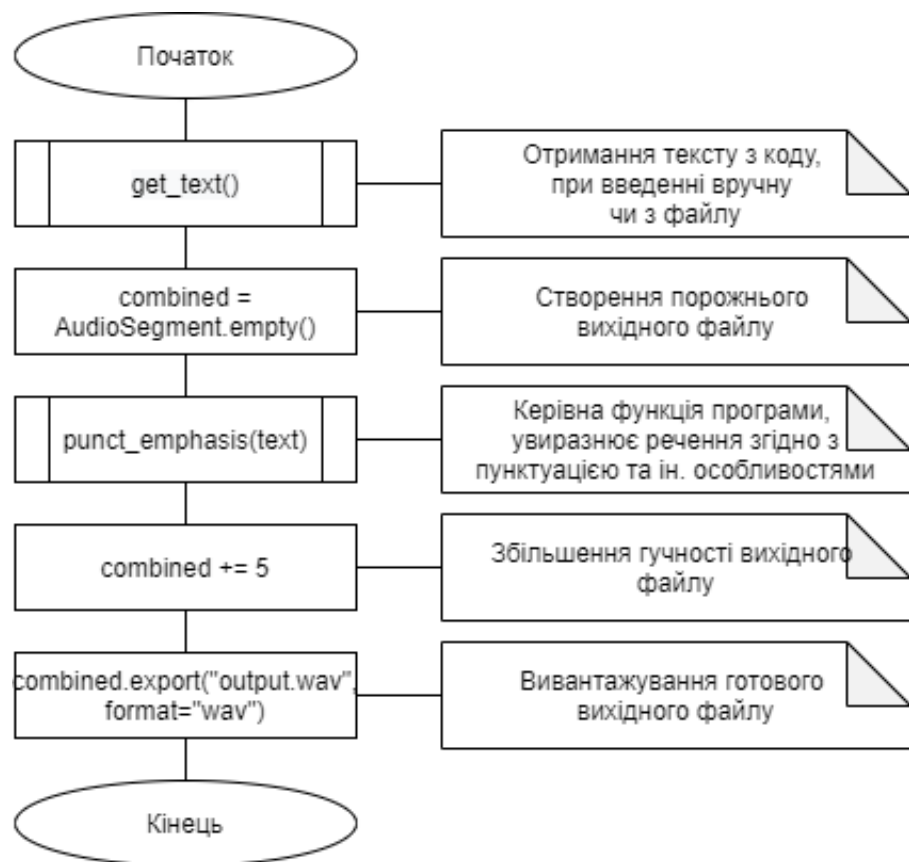 Початок
get_text()
Отримання тексту з коду,
при введенні вручну
чи з файлу
combined =
AudioSegment.empty()
Створення порожнього
вихідного файлу
punct_emphasis(text)
Керівна функція програми,
увиразнює речення згідно з
пунктуацією та ін. особливостями
combined += 5
Збільшення гучності вихідного
файлу
combined.export("output.wav",
format="wav")
Вивантажування готового
вихідного файлу
Кінець